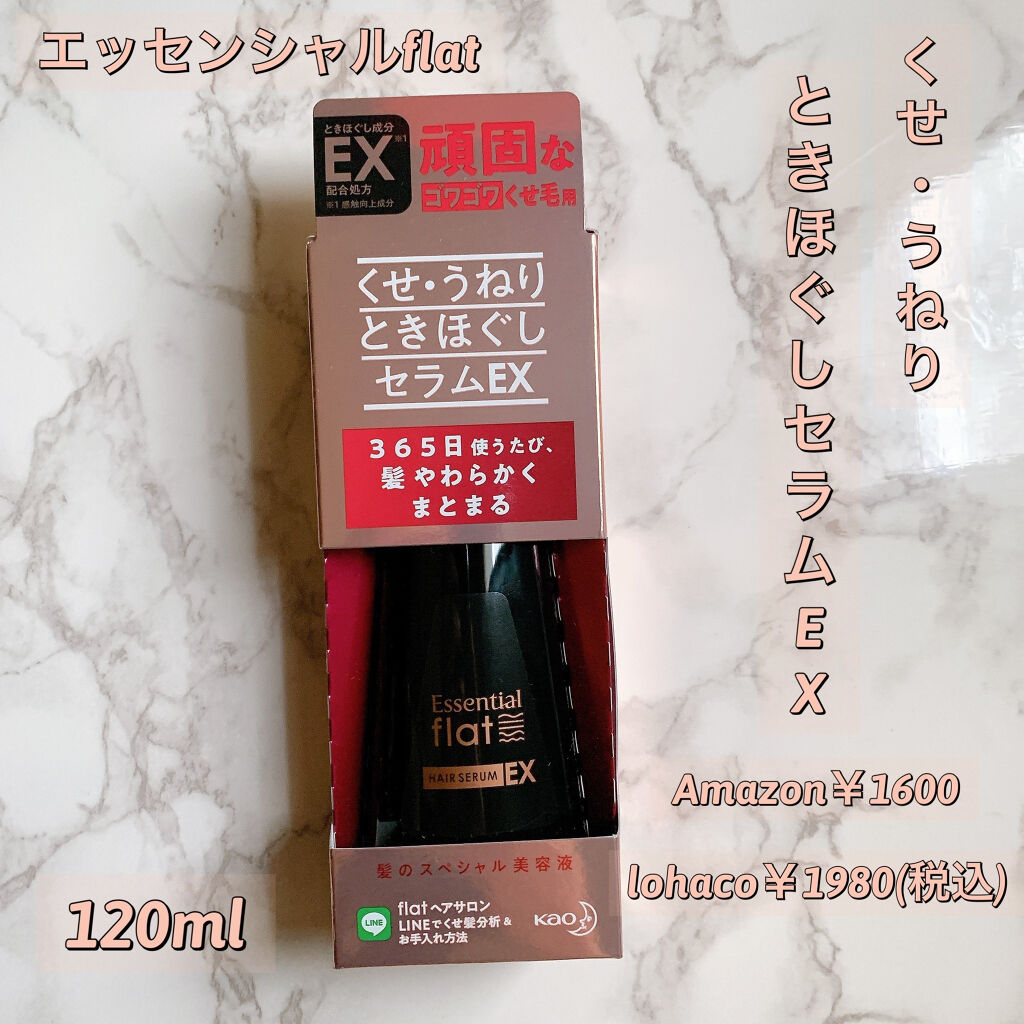 エッセンシャルflat
くせ・うねり
ときほぐしセラムEX
ときほぐし成分
EX※1
配合処方
※1 感触向上成分
頑固な
ゴワゴワくせ毛用
くせ・うねり
ときほぐし
セラムEX
365日使うたび、
髪やわらかく
まとまる
Essential
flat
HAIR SERUM EX
髪のスペシャル美容液
LINE
flatヘアサロン
LINEでくせ髪分析&
お手入れ方法
Kao
Amazon¥1600
lohaco¥1980(税込)
120ml